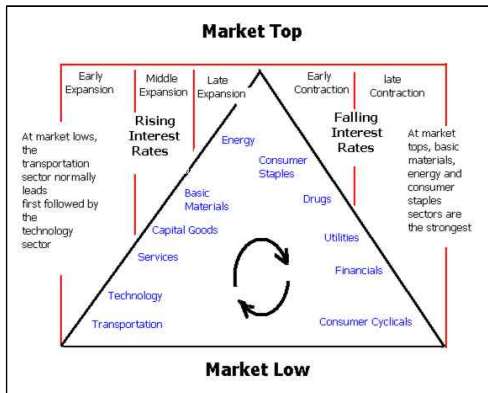 Market Top
Early
Expansion
Middle
Expansion
Late
Expansion
Early
Contraction
late
Contraction
Rising
Interest
Rates
Falling
Interest
Rates
At market lows,
the
transportation
sector normally
leads
first followed by
the
technology
sector
At market
tops, basic
materials,
energy and
consumer
staples
sectors are
the strongest
Energy
Consumer
Staples
Basic
Materials
Drugs
Capital Goods
Utilities
Services
Financials
Technology
Transportation
Consumer Cyclicals
Market Low